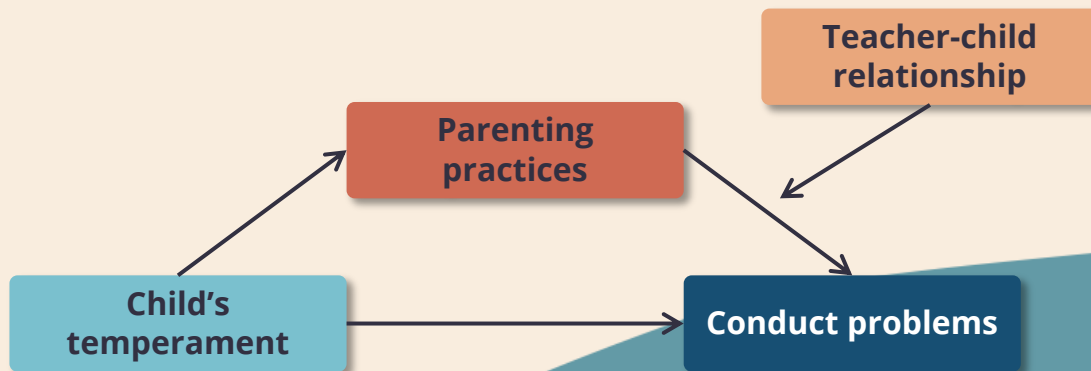 Teacher-child
relationship
Parenting
practices
Child’s
temperament
Conduct problems